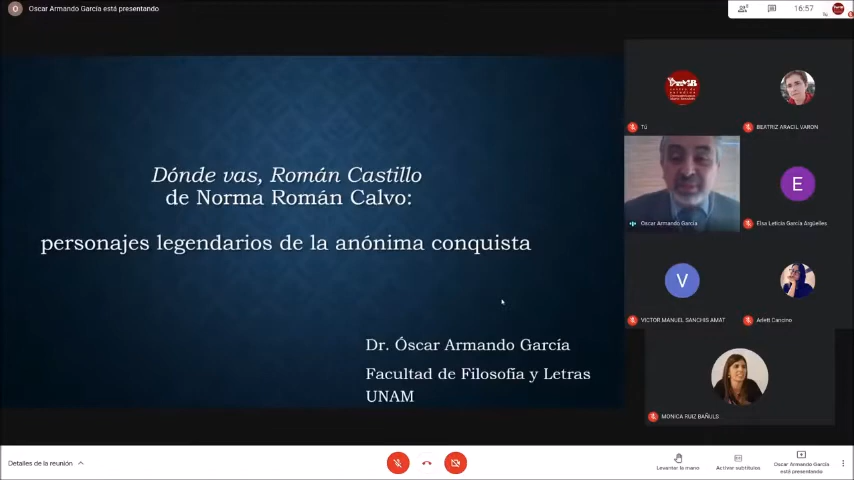 O
Oscar Armando García está presentando
16:57
Dónde vas, Román Castillo
de Norma Román Calvo:
personajes legendarios de la anónima conquista
Dr. Óscar Armando García
Facultad de Filosofía y Letras
UNAM
Tú
BEATRIZ ARACIL VARON
Oscar Armando García
E
Elsa Leticia García Argüelles
V
VICTOR MANUEL SANCHIS AMAT
Arlett Cancino
MONICA RUIZ BAÑULS
Detalles de la reunión
Levantar la mano
Activar subtítulos
Oscar Armando García
está presentando